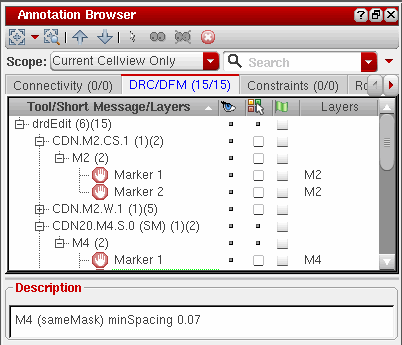 Annotation Browser
Scope: Current Cellview Only Search
Connectivity (0/0) DRC/DFM (15/15) Constraints (0/0)
Tool/Short Message/Layers Layers
drdEdit (6)(15)
CDN.M2.CS.1 (1)(2)
M2 (2)
Marker 1 M2
Marker 2 M2
CDN.M2.W.1 (1)(5)
CDN20.M4.S.0 (SM) (1)(2)
M4 (2)
Marker 1 M4
Description
M4 (sameMask) minSpacing 0.07